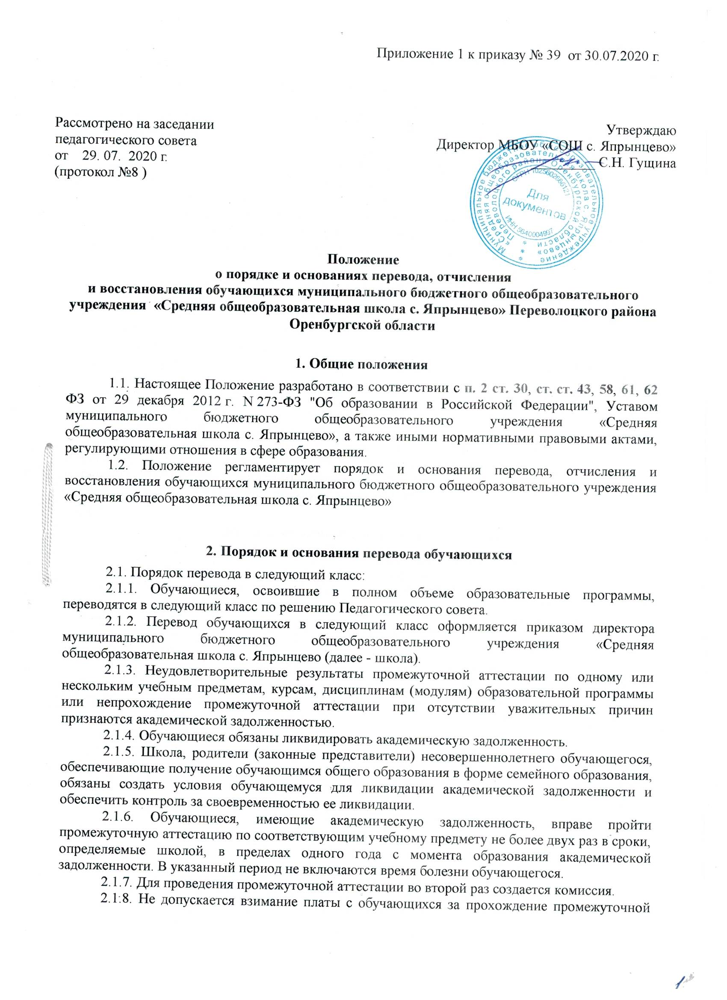 Приложение 1 к приказу № 39 от 30.07.2020 г.
Рассмотрено на заседании
педагогического совета
от 29. 07. 2020 г.
(протокол №8 )
Утверждаю
Директор МБОУ «СОШ с. Япрынцево»
С.Н. Гущина
Муниципальное бюджетное общеобразовательное учреждение
«Средняя общеобразовательная школа с. Япрынцево»
Переволоцкого района Оренбургской области
ОГРН 1025602666121
Для
документов
ИНН 5640004997
Положение
о порядке и основаниях перевода, отчисления
и восстановления обучающихся муниципального бюджетного общеобразовательного
учреждения «Средняя общеобразовательная школа с. Япрынцево» Переволоцкого района
Оренбургской области
1. Общие положения
1.1. Настоящее Положение разработано в соответствии с п. 2 ст. 30, ст. ст. 43, 58, 61, 62
ФЗ от 29 декабря 2012 г. N 273-ФЗ "Об образовании в Российской Федерации", Уставом
муниципального бюджетного общеобразовательного учреждения «Средняя
общеобразовательная школа с. Япрынцево», а также иными нормативными правовыми актами,
регулирующими отношения в сфере образования.
1.2. Положение регламентирует порядок и основания перевода, отчисления и
восстановления обучающихся муниципального бюджетного общеобразовательного учреждения
«Средняя общеобразовательная школа с. Япрынцево»
2. Порядок и основания перевода обучающихся
2.1. Порядок перевода в следующий класс:
2.1.1. Обучающиеся, освоившие в полном объеме образовательные программы,
переводятся в следующий класс по решению Педагогического совета.
2.1.2. Перевод обучающихся в следующий класс оформляется приказом директора
муниципального бюджетного общеобразовательного учреждения «Средняя
общеобразовательная школа с. Япрынцево (далее - школа).
2.1.3. Неудовлетворительные результаты промежуточной аттестации по одному или
нескольким учебным предметам, курсам, дисциплинам (модулям) образовательной программы
или непрохождение промежуточной аттестации при отсутствии уважительных причин
признаются академической задолженностью.
2.1.4. Обучающиеся обязаны ликвидировать академическую задолженность.
2.1.5. Школа, родители (законные представители) несовершеннолетнего обучающегося,
обеспечивающие получение обучающимся общего образования в форме семейного образования,
обязаны создать условия обучающемуся для ликвидации академической задолженности и
обеспечить контроль за своевременностью ее ликвидации.
2.1.6. Обучающиеся, имеющие академическую задолженность, вправе пройти
промежуточную аттестацию по соответствующим учебному предмету не более двух раз в сроки,
определяемые школой, в пределах одного года с момента образования академической
задолженности. В указанный период не включаются время болезни обучающегося.
2.1.7. Для проведения промежуточной аттестации во второй раз создается комиссия.
2.1.8. Не допускается взимание платы с обучающихся за прохождение промежуточной